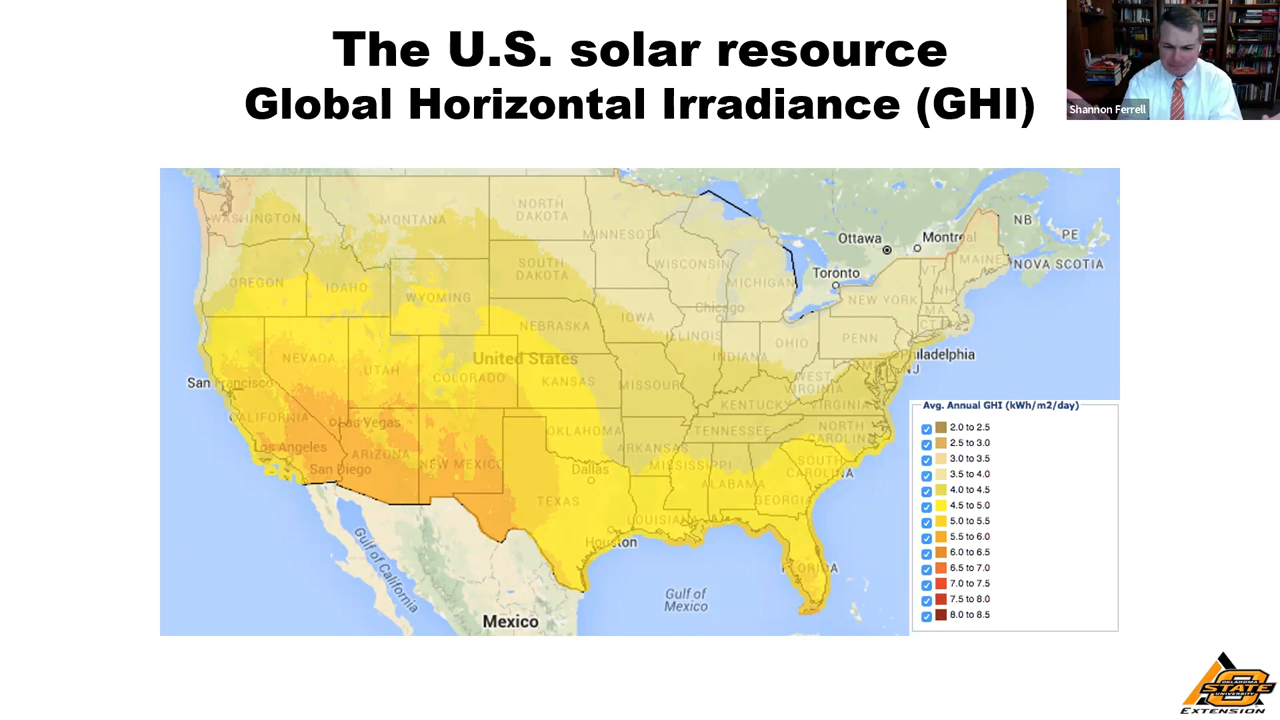 The U.S. solar resource
Global Horizontal Irradiance (GHI)
Shannon Ferrell
WASHINGTON
MONTANA
NORTH
DAKOTA
MINNESOTA
Ottawa
Montreal
NB
PE
MAINE
NOVA SCOTIA
OREGON
IDAHO
SOUTH
DAKOTA
WISCONSIN
MICHIGAN
Toronto
VT
NH
WYOMING
NEW YORK
MA
CT
RI
Chicago
IOWA
NEBRASKA
ILLINOIS
INDIANA
OHIO
PENN
Philadelphia
NEVADA
UTAH
COLORADO
United States
KANSAS
MISSOURI
WEST
VIRGINIA
MD
NJ
San Francisco
KENTUCKY
VIRGINIA
CALIFORNIA
Las Vegas
OKLAHOMA
ARKANSAS
TENNESSEE
NORTH
CAROLINA
Los Angeles
ARIZONA
NEW MEXICO
San Diego
Dallas
MISSISSIPPI
ALABAMA
SOUTH
CAROLINA
GEORGIA
TEXAS
LOUISIANA
Houston
FLORIDA
Gulf of California
Gulf of
Mexico
Mexico
Avg. Annual GHI (kWh/m2/day)
2.0 to 2.5
2.5 to 3.0
3.0 to 3.5
3.5 to 4.0
4.0 to 4.5
4.5 to 5.0
5.0 to 5.5
5.5 to 6.0
6.0 to 6.5
6.5 to 7.0
7.0 to 7.5
7.5 to 8.0
8.0 to 8.5
OKLAHOMA
STATE
UNIVERSITY
EXTENSION